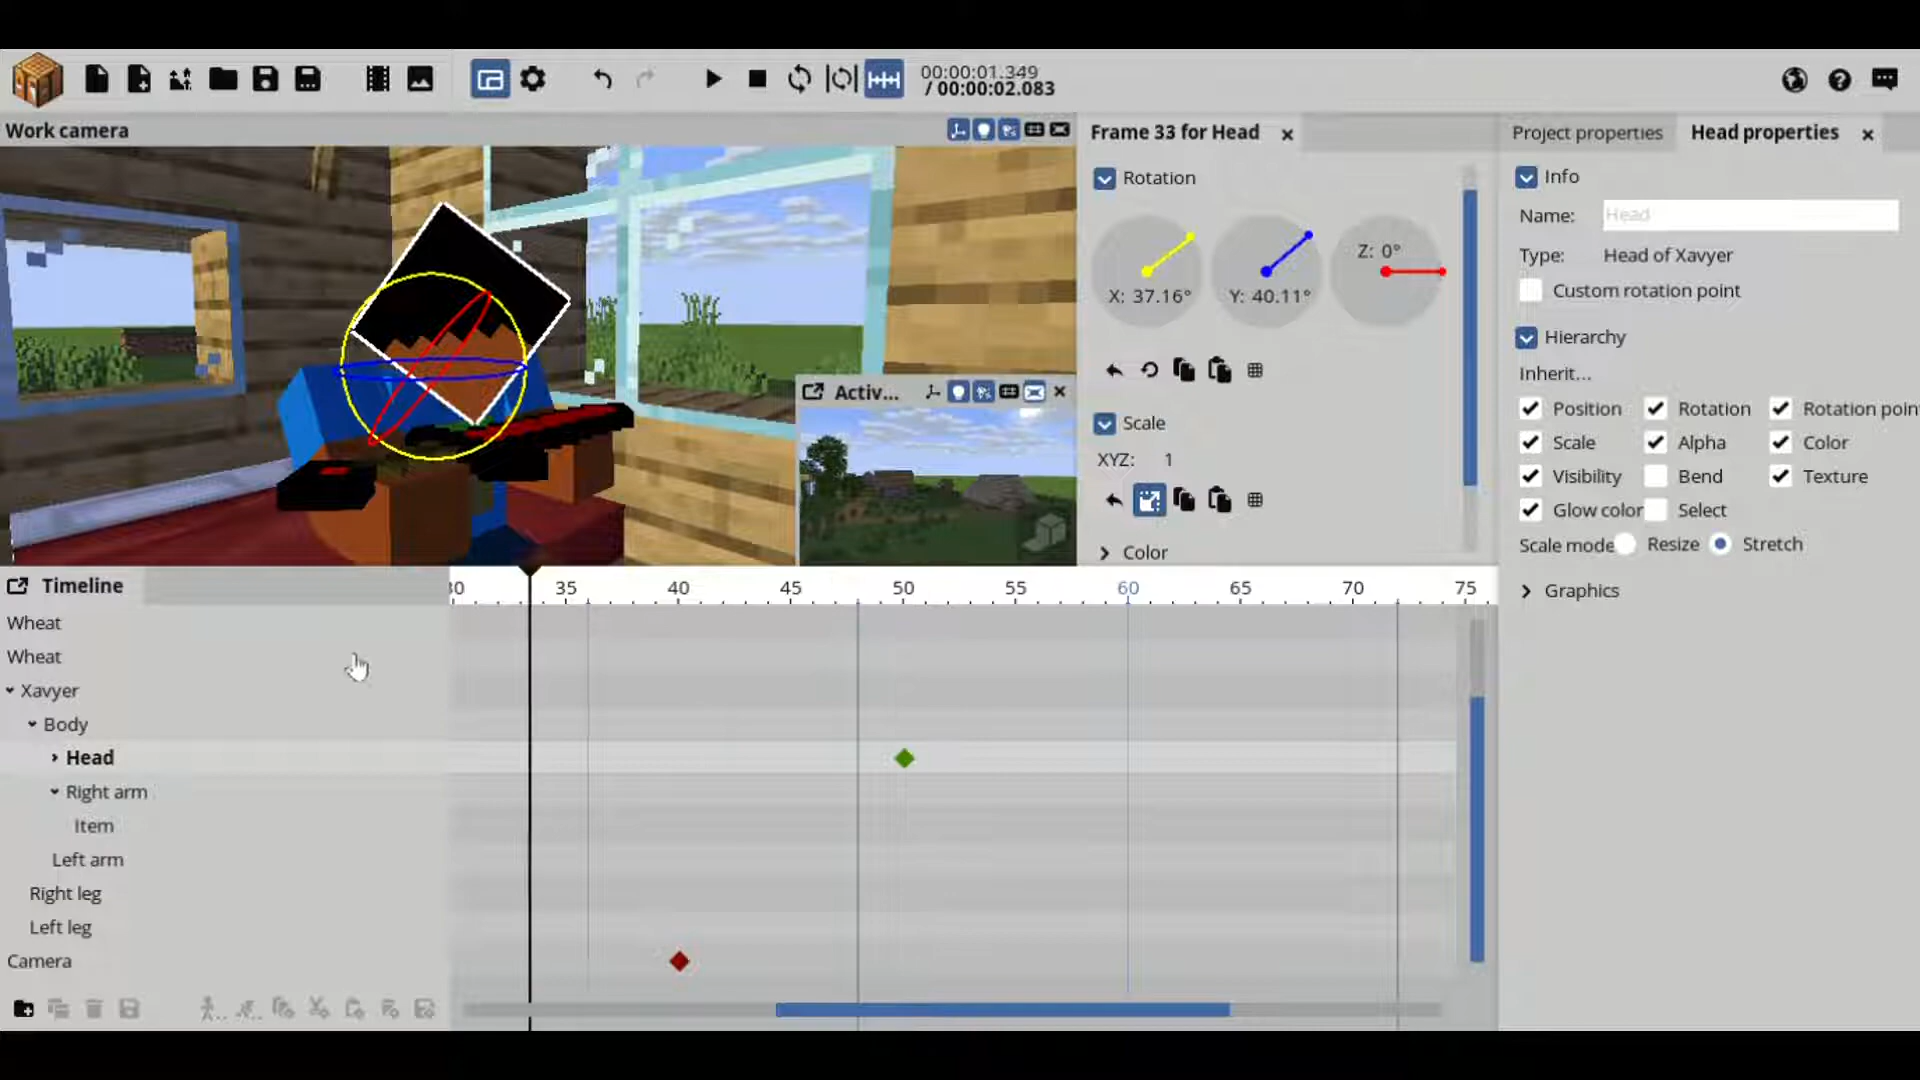 00:00:01.349
/ 00:00:02.083
Work camera
Activ...
Frame 33 for Head
Rotation
X: 37.16°
Y: 40.11°
Z: 0°
Scale
XYZ: 1
Color
Project properties
Head properties
Info
Name: Head
Type: Head of Xavyer
Custom rotation point
Hierarchy
Inherit...
Position Rotation Rotation poin
Scale Alpha Color
Visibility Bend Texture
Glow color Select
Scale mode Resize Stretch
Graphics
Timeline
30 35 40 45 50 55 60 65 70 75
Wheat
Wheat
Xavyer
Body
Head
Right arm
Item
Left arm
Right leg
Left leg
Camera